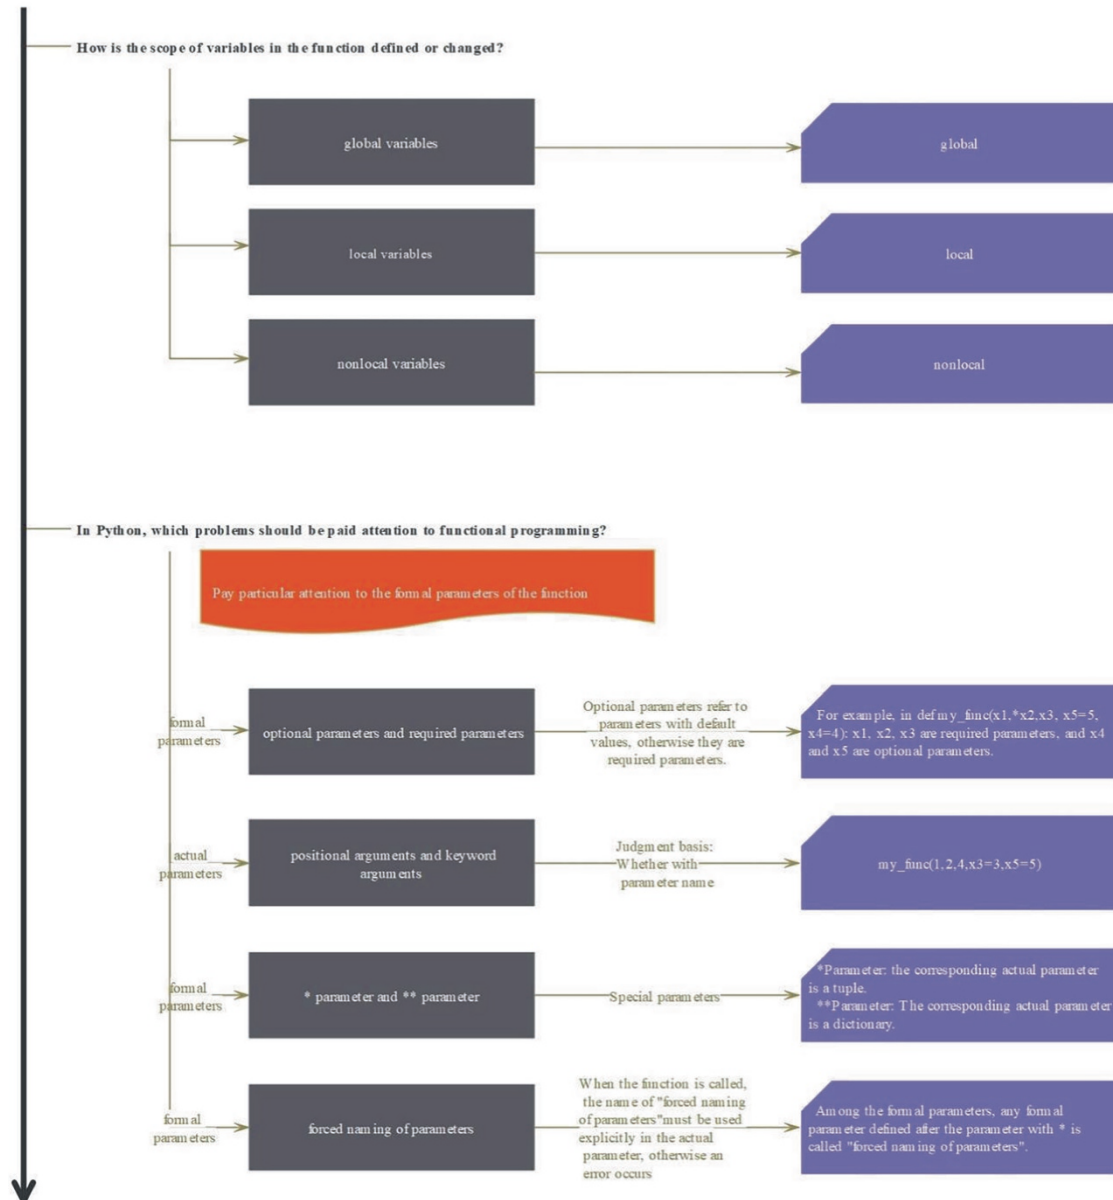 How is the scope of variables in the function defined or changed?
global variables
global
local variables
local
nonlocal variables
nonlocal
In Python, which problems should be paid attention to functional programming?
Pay particular attention to the formal parameters of the function
formal
parameters
optional parameters and required parameters
Optional parameters refer to
parameters with default
values, otherwise they are
required parameters.
For example, in defmy_func(x1,*x2,x3, x5=5,
x4=4): x1, x2, x3 are required parameters, and x4
and x5 are optional parameters.
actual
parameters
positional arguments and keyword
arguments
Judgment basis:
Whether with
parameter name
my_func(1,2,4,x3=3,x5=5)
formal
parameters
* parameter and ** parameter
Special parameters
*Parameter: the corresponding actual parameter
is a tuple.
**Parameter: The corresponding actual parameter
is a dictionary.
formal
parameters
forced naming of parameters
When the function is called,
the name of "forced naming
of parameters"must be used
explicitly in the actual
parameter, otherwise an
error occurs
Among the formal parameters, any formal
parameter defined after the parameter with * is
called "forced naming of parameters".